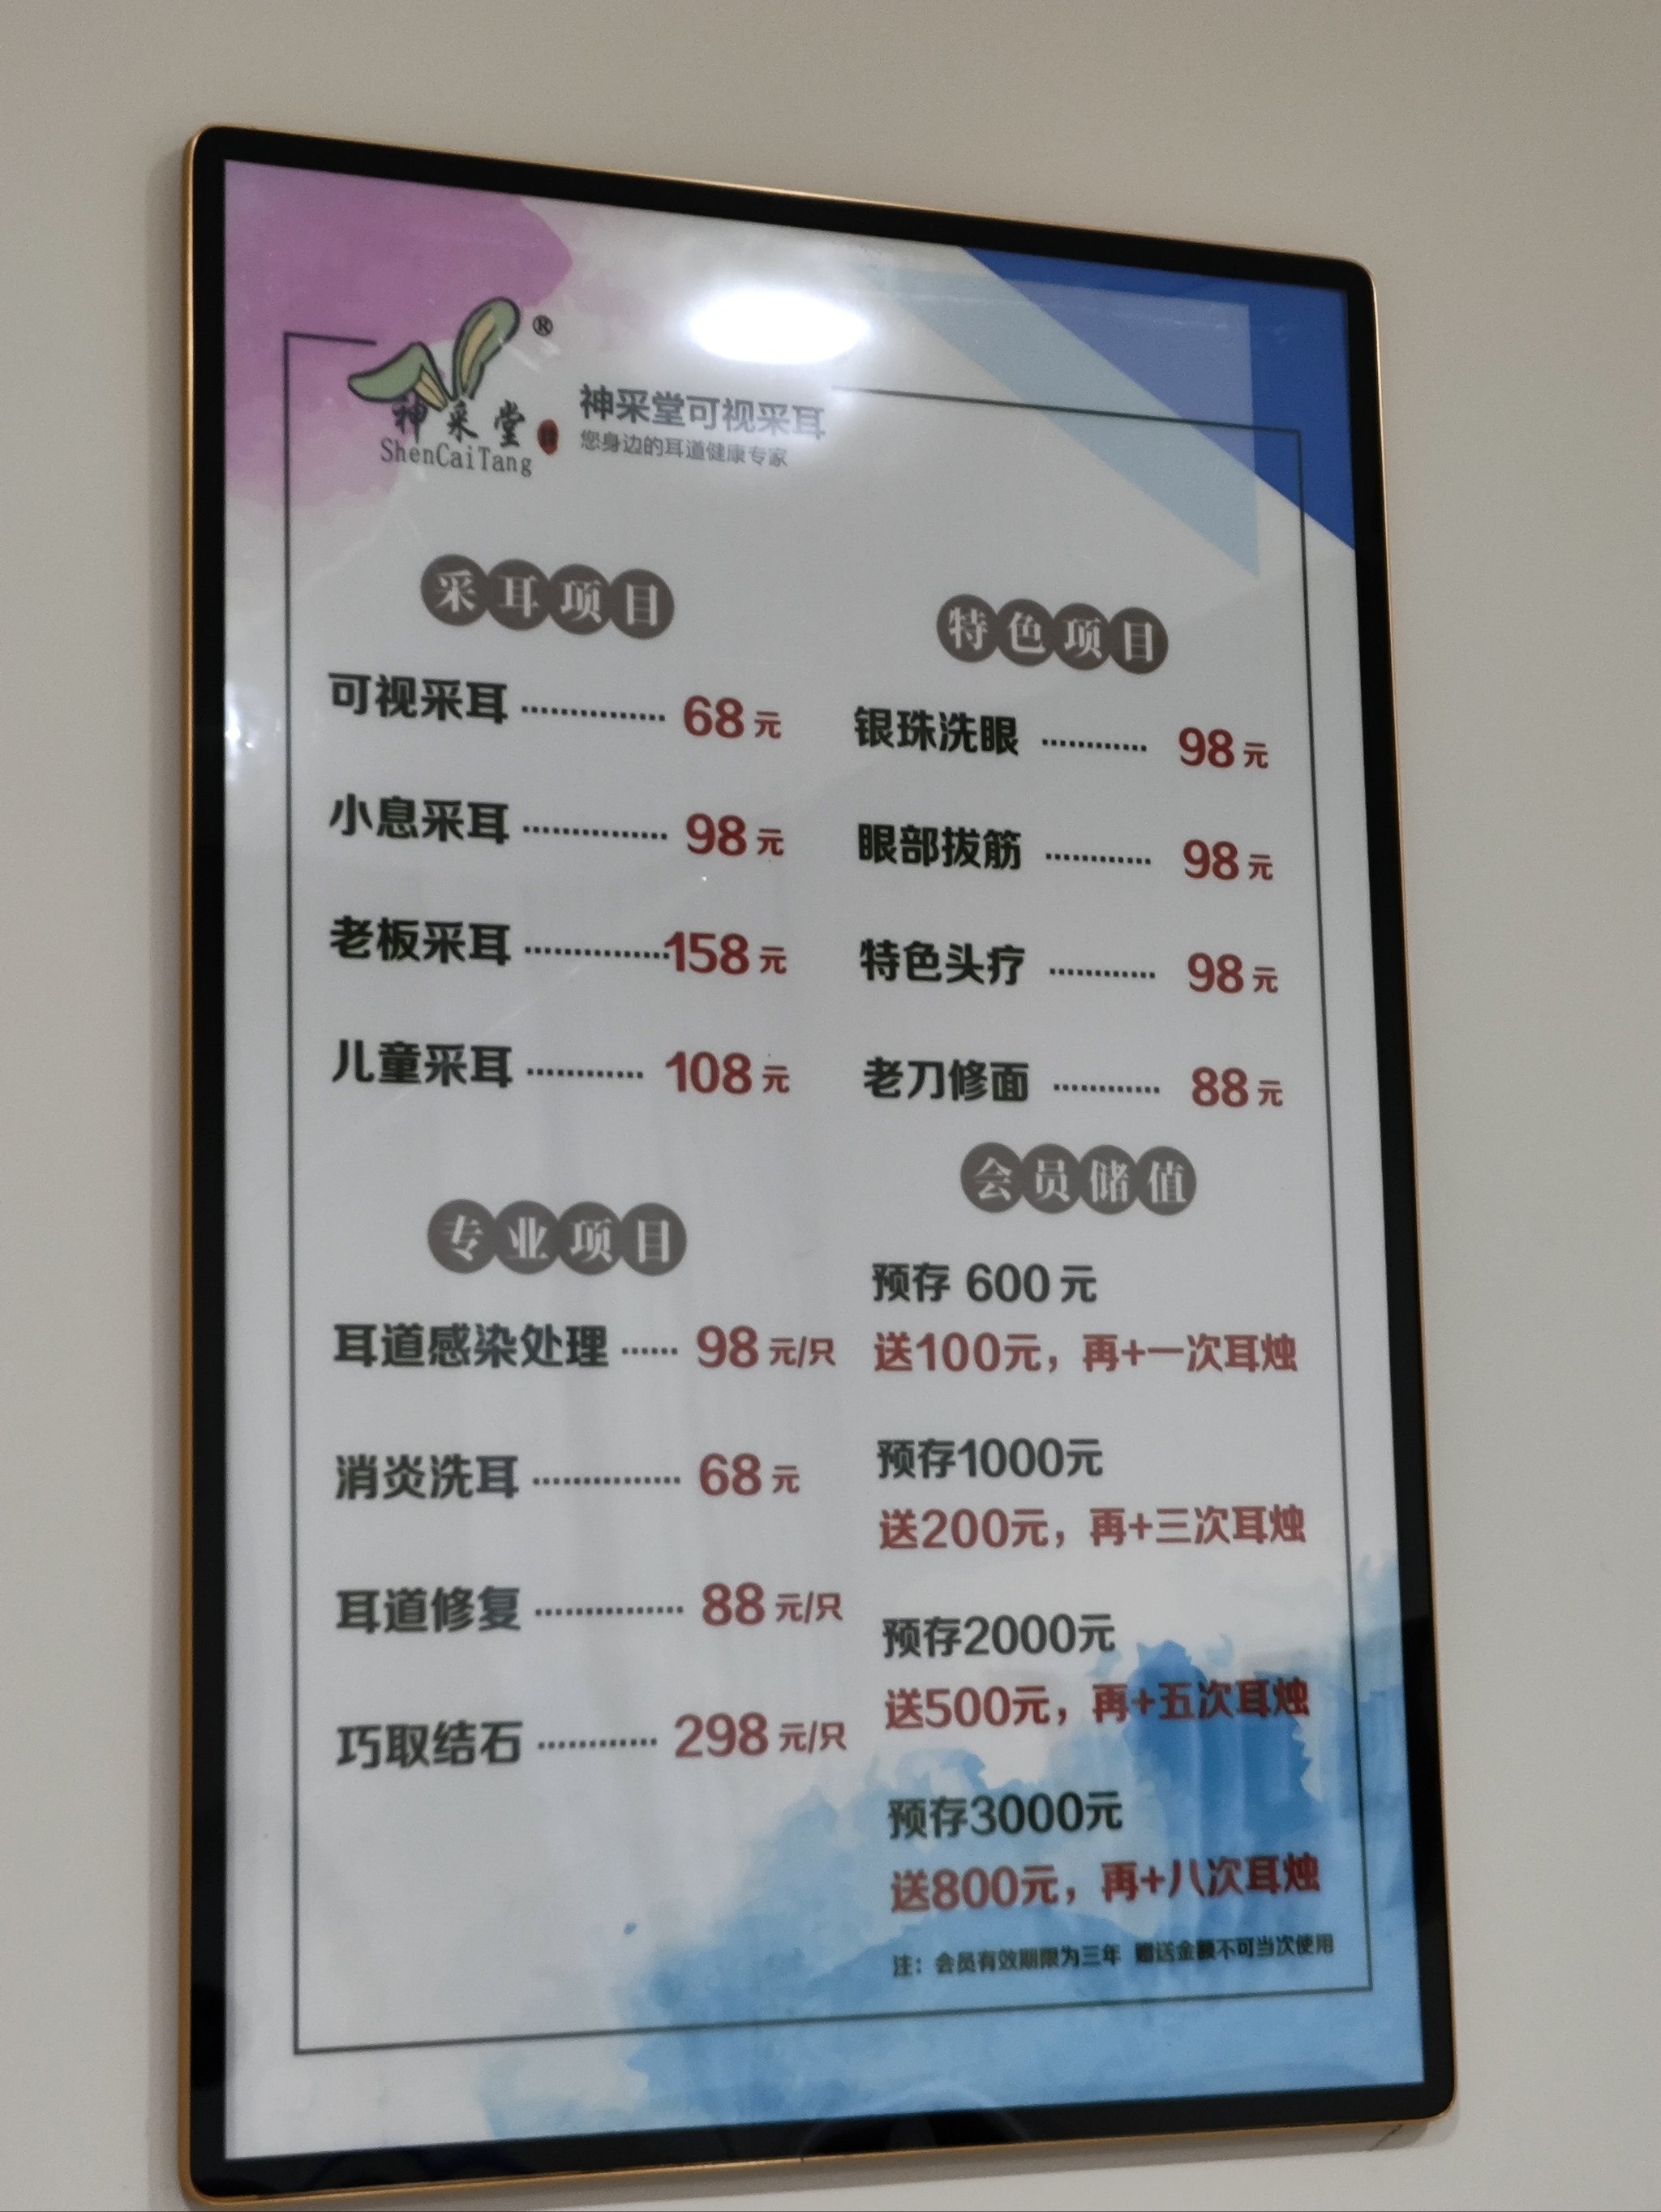 ®
神采堂
ShenCaiTang
神采堂可视采耳
您身边的耳道健康专家
采耳项目
可视采耳 ............... 68元
小息采耳 ............... 98元
老板采耳 ...............158元
儿童采耳 ............ 108元
专业项目
耳道感染处理 ...... 98元/只
消炎洗耳 ............... 68元
耳道修复 ............... 88元/只
巧取结石 ............ 298元/只
特色项目
银珠洗眼 ............ 98元
眼部拔筋 ............ 98元
特色头疗 ............ 98元
老刀修面 ............ 88元
会员储值
预存 600 元
送100元，再+一次耳烛
预存1000元
送200元，再+三次耳烛
预存2000元
送500元，再+五次耳烛
预存3000元
送800元，再+八次耳烛
注：会员有效期限为三年 赠送金额不可当次使用